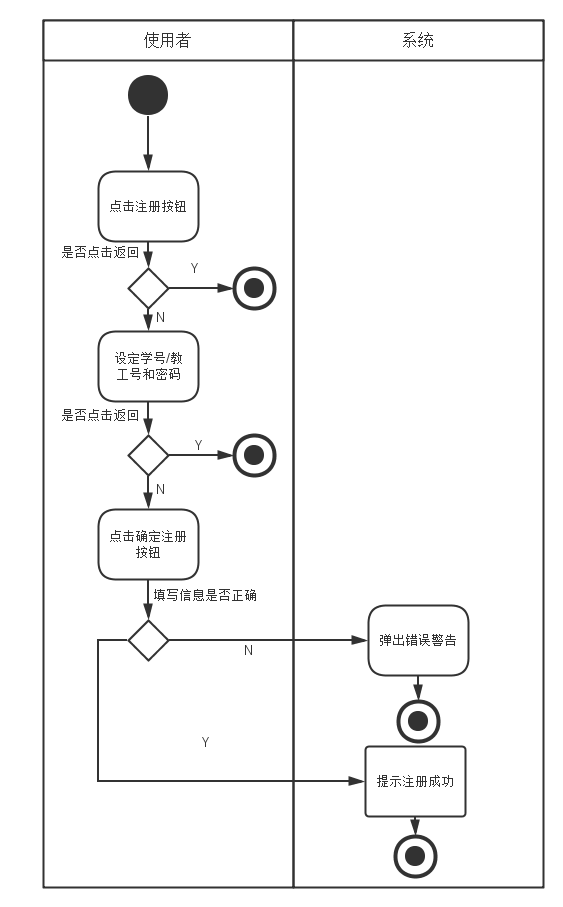 使用者
系统
点击注册按钮
是否点击返回
Y
N
设定学号/教
工号和密码
是否点击返回
Y
N
点击确定注册
按钮
填写信息是否正确
N
弹出错误警告
Y
提示注册成功